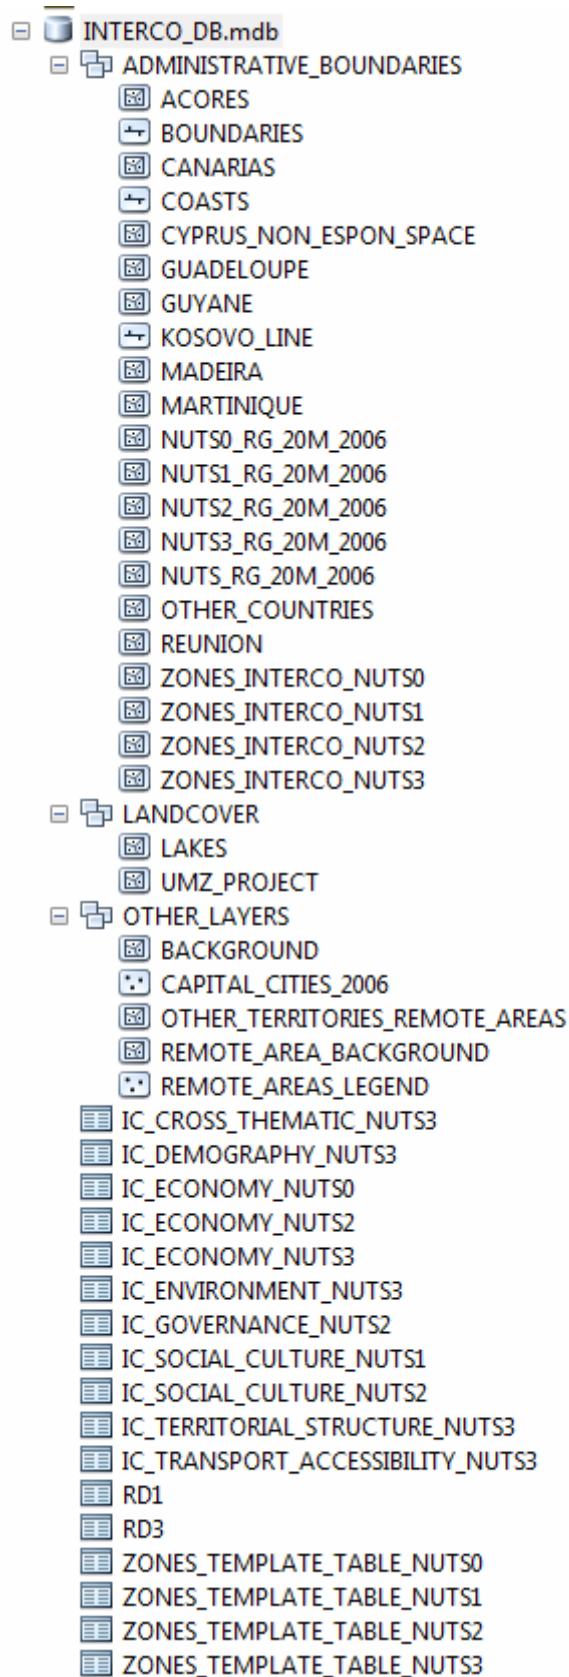 INTERCO_DB.mdb
ADMINISTRATIVE_BOUNDARIES
ACORES
BOUNDARIES
CANARIAS
COASTS
CYPRUS_NON_ESPON_SPACE
GUADELOUPE
GUYANE
KOSOVO_LINE
MADEIRA
MARTINIQUE
NUTS0_RG_20M_2006
NUTS1_RG_20M_2006
NUTS2_RG_20M_2006
NUTS3_RG_20M_2006
NUTS_RG_20M_2006
OTHER_COUNTRIES
REUNION
ZONES_INTERCO_NUTS0
ZONES_INTERCO_NUTS1
ZONES_INTERCO_NUTS2
ZONES_INTERCO_NUTS3
LANDCOVER
LAKES
UMZ_PROJECT
OTHER_LAYERS
BACKGROUND
CAPITAL_CITIES_2006
OTHER_TERRITORIES_REMOTE_AREAS
REMOTE_AREA_BACKGROUND
REMOTE_AREAS_LEGEND
IC_CROSS_THEMATIC_NUTS3
IC_DEMOGRAPHY_NUTS3
IC_ECONOMY_NUTS0
IC_ECONOMY_NUTS2
IC_ECONOMY_NUTS3
IC_ENVIRONMENT_NUTS3
IC_GOVERNANCE_NUTS2
IC_SOCIAL_CULTURE_NUTS1
IC_SOCIAL_CULTURE_NUTS2
IC_TERRITORIAL_STRUCTURE_NUTS3
IC_TRANSPORT_ACCESSIBILITY_NUTS3
RD1
RD3
ZONES_TEMPLATE_TABLE_NUTS0
ZONES_TEMPLATE_TABLE_NUTS1
ZONES_TEMPLATE_TABLE_NUTS2
ZONES_TEMPLATE_TABLE_NUTS3